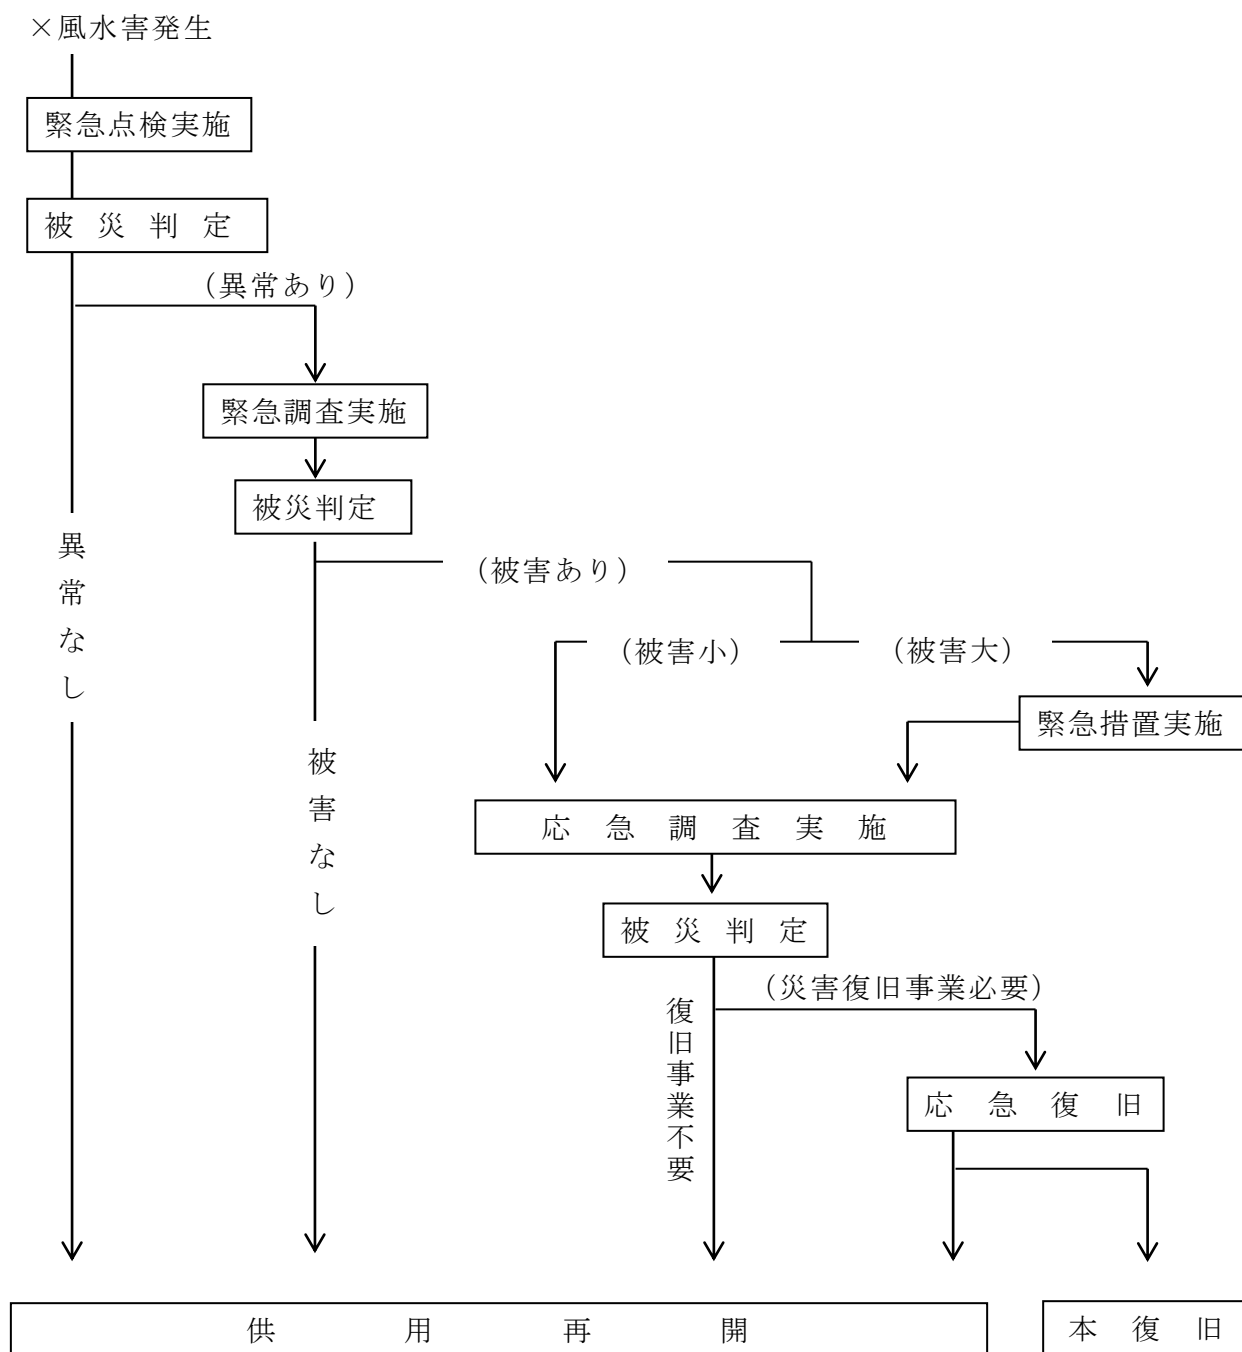 ×風水害発生
緊急点検実施
被災判定
（異常あり）
緊急調査実施
被災判定
異常なし
（被害あり）
（被害小）
（被害大）
緊急措置実施
被害なし
応急調査実施
被災判定
（災害復旧事業必要）
復旧事業不要
応急復旧
供用再開
本復旧